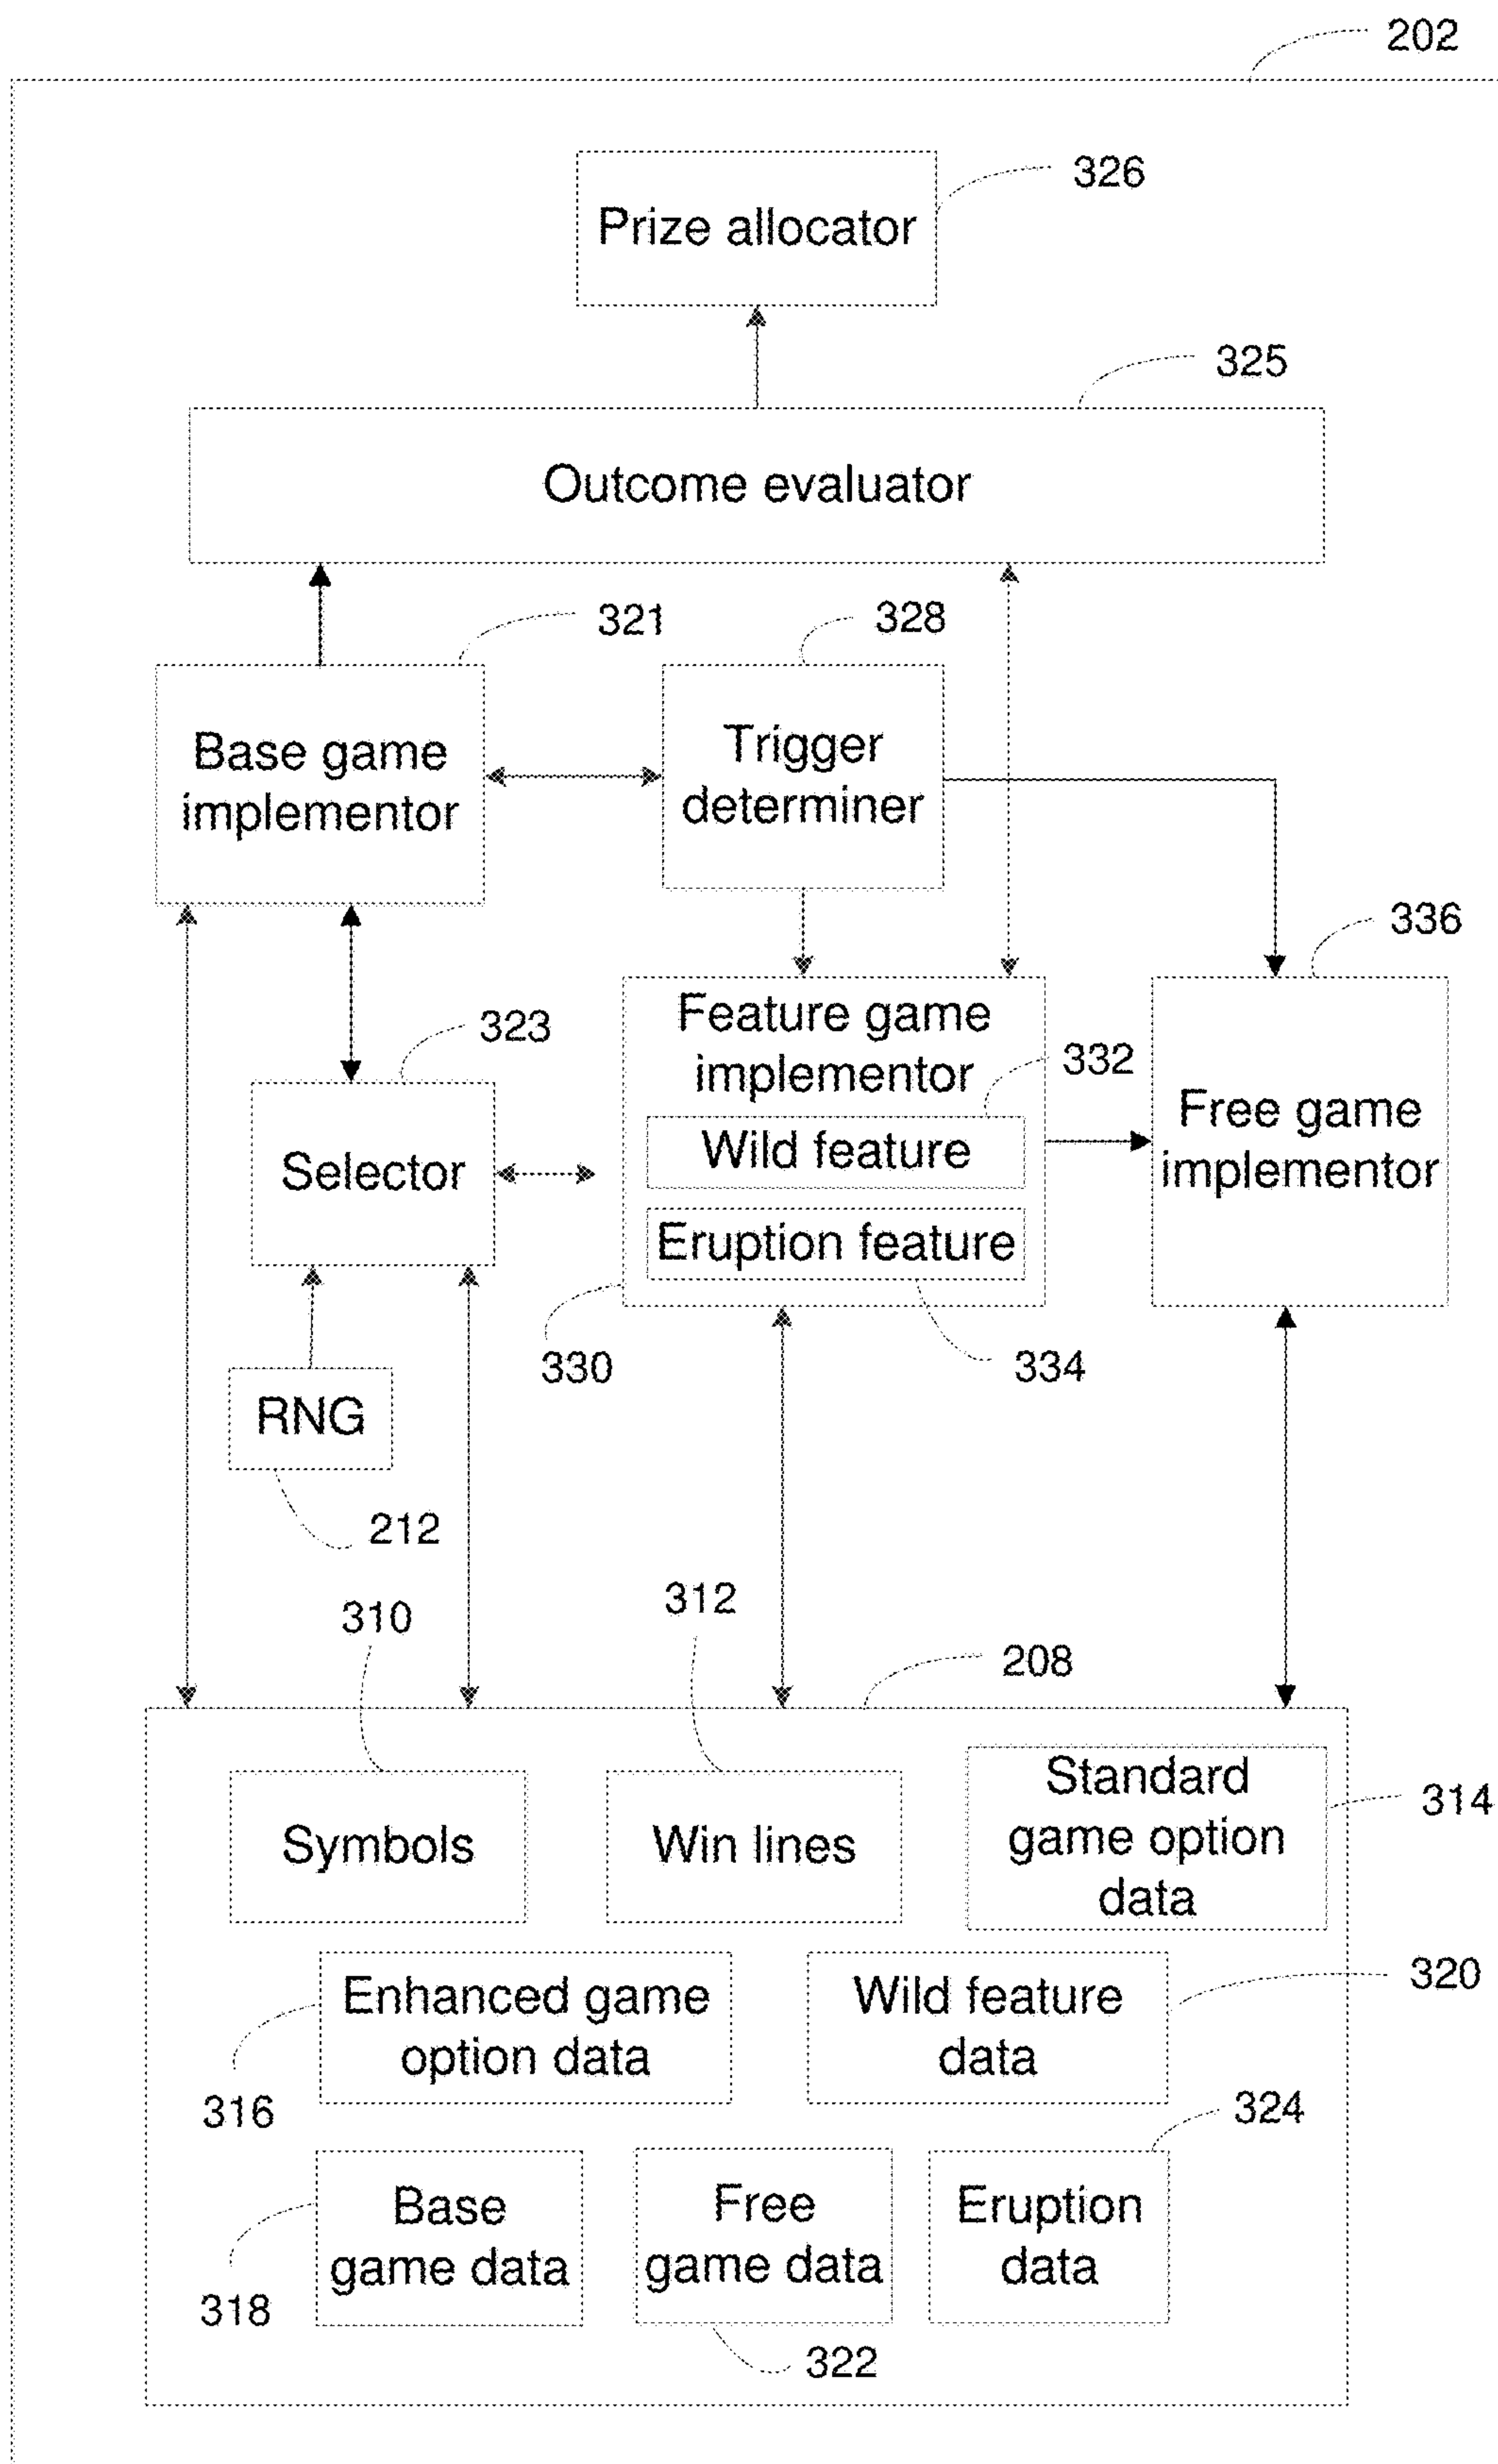 202
326
Prize allocator
325
Outcome evaluator
321
328
Base game
implementor
Trigger
determiner
336
323
Feature game
implementor
332
Wild feature
Free game
implementor
Selector
Eruption feature
330
334
RNG
212
310
312
208
Symbols
Win lines
Standard
game option
data
314
Enhanced game
option data
Wild feature
data
320
316
324
Base
game data
Free
game data
Eruption
data
318
322